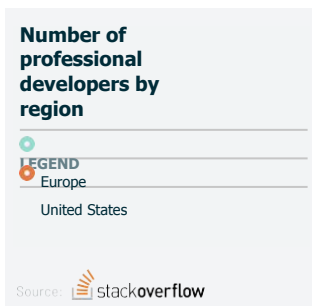 Number of
professional
developers by
region
LEGEND
Europe
United States
Source: stackoverflow